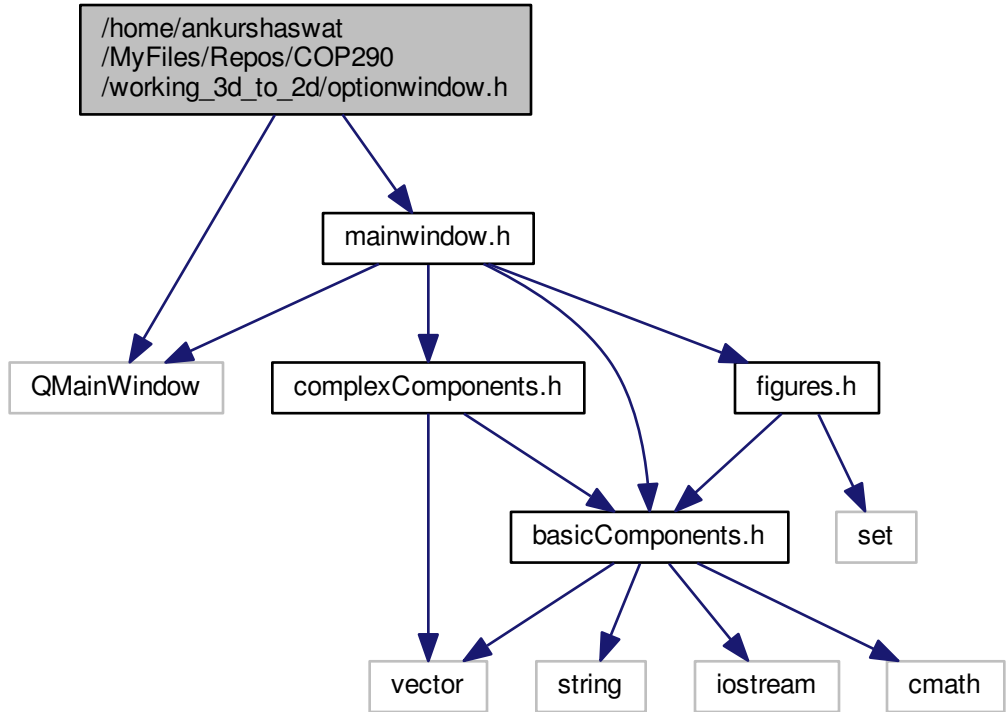 /home/ankurshaswat
/MyFiles/Repos/COP290
/working_3d_to_2d/optionwindow.h
mainwindow.h
QMainWindow
complexComponents.h
figures.h
basicComponents.h
set
vector
string
iostream
cmath